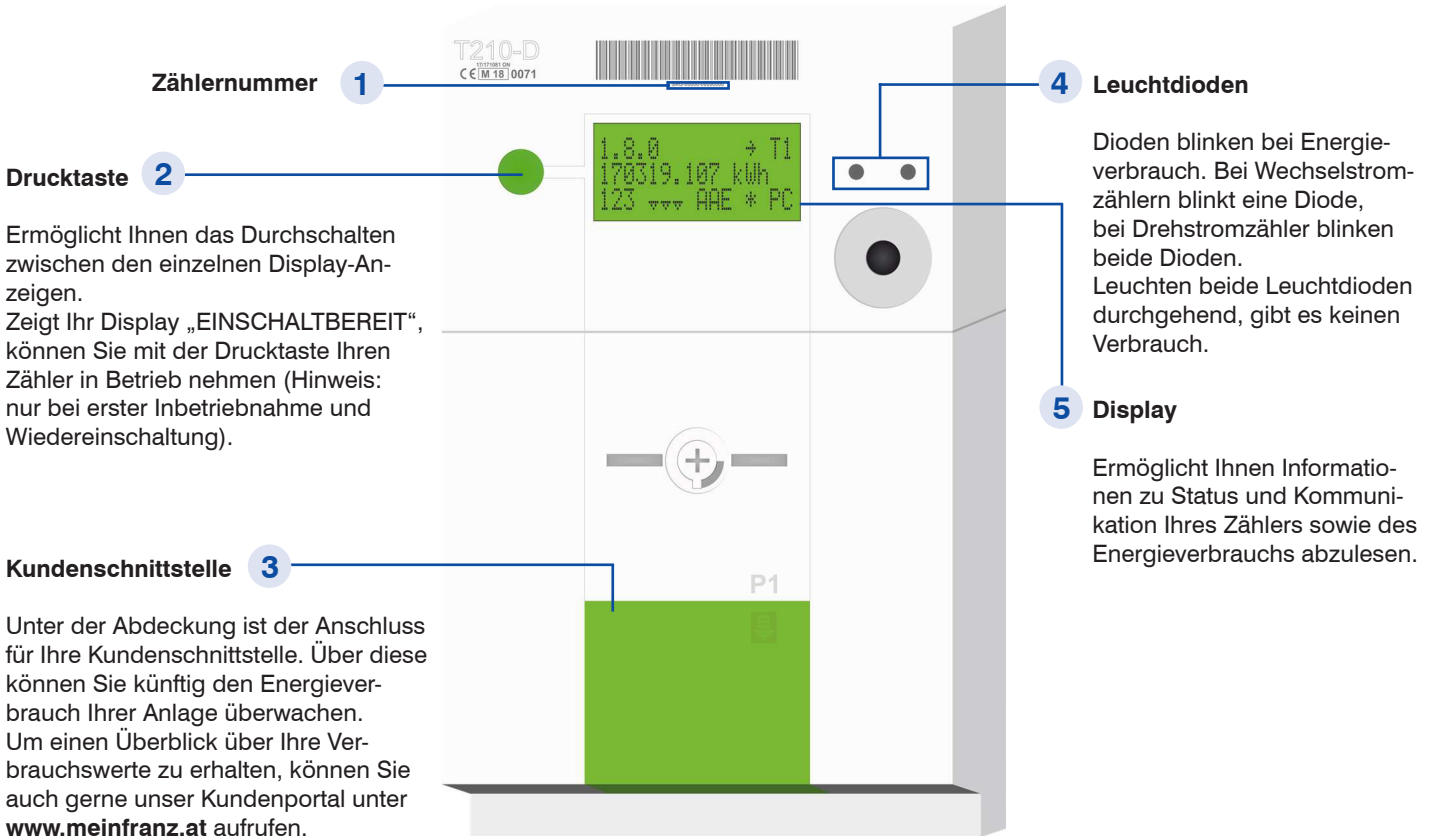 T210-D
17/171081 ON
CE M 18 0071
Zählernummer 1
Drucktaste 2
Ermöglicht Ihnen das Durchschalten
zwischen den einzelnen Display-An-
zeigen.
Zeigt Ihr Display „EINSCHALTBEREIT“,
können Sie mit der Drucktaste Ihren
Zähler in Betrieb nehmen (Hinweis:
nur bei erster Inbetriebnahme und
Wiedereinschaltung).
Kundenschnittstelle 3
Unter der Abdeckung ist der Anschluss
für Ihre Kundenschnittstelle. Über diese
können Sie künftig den Energiever-
brauch Ihrer Anlage überwachen.
Um einen Überblick über Ihre Ver-
brauchswerte zu erhalten, können Sie
auch gerne unser Kundenportal unter
www.meinfranz.at aufrufen.
1.8.0 → T1
170319.107 kWh
123 ▿▿▿ AAE * PC
P1
4 Leuchtdioden
Dioden blinken bei Energie-
verbrauch. Bei Wechselstrom-
zählern blinkt eine Diode,
bei Drehstromzähler blinken
beide Dioden.
Leuchten beide Leuchtdioden
durchgehend, gibt es keinen
Verbrauch.
5 Display
Ermöglicht Ihnen Informatio-
nen zu Status und Kommuni-
kation Ihres Zählers sowie des
Energieverbrauchs abzulesen.